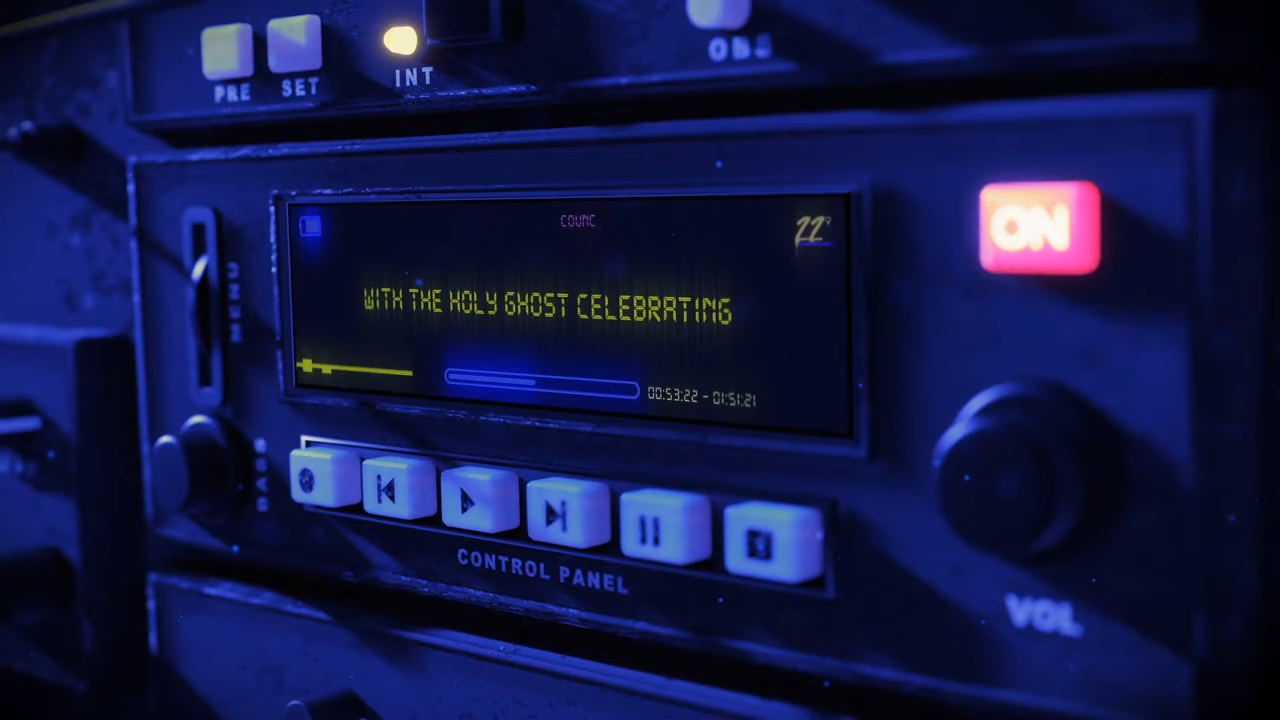 PRE
SET
INT
OBS
COUNC
22°
ON
MENU
WITH THE HOLY GHOST CELEBRATING
00:53:22 - 01:51:21
BASS
CONTROL PANEL
VOL